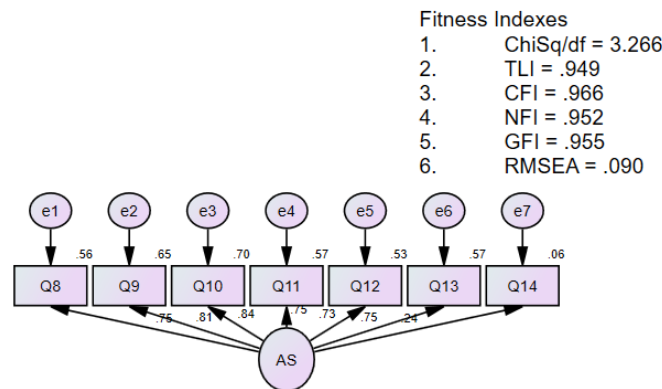 Fitness Indexes
1. ChiSq/df = 3.266
2. TLI = .949
3. CFI = .966
4. NFI = .952
5. GFI = .955
6. RMSEA = .090
e1 e2 e3 e4 e5 e6 e7
.56 .65 .70 .57 .53 .57 .06
Q8 Q9 Q10 Q11 Q12 Q13 Q14
.75 .81 .84 .75 .73 .75 .24
AS